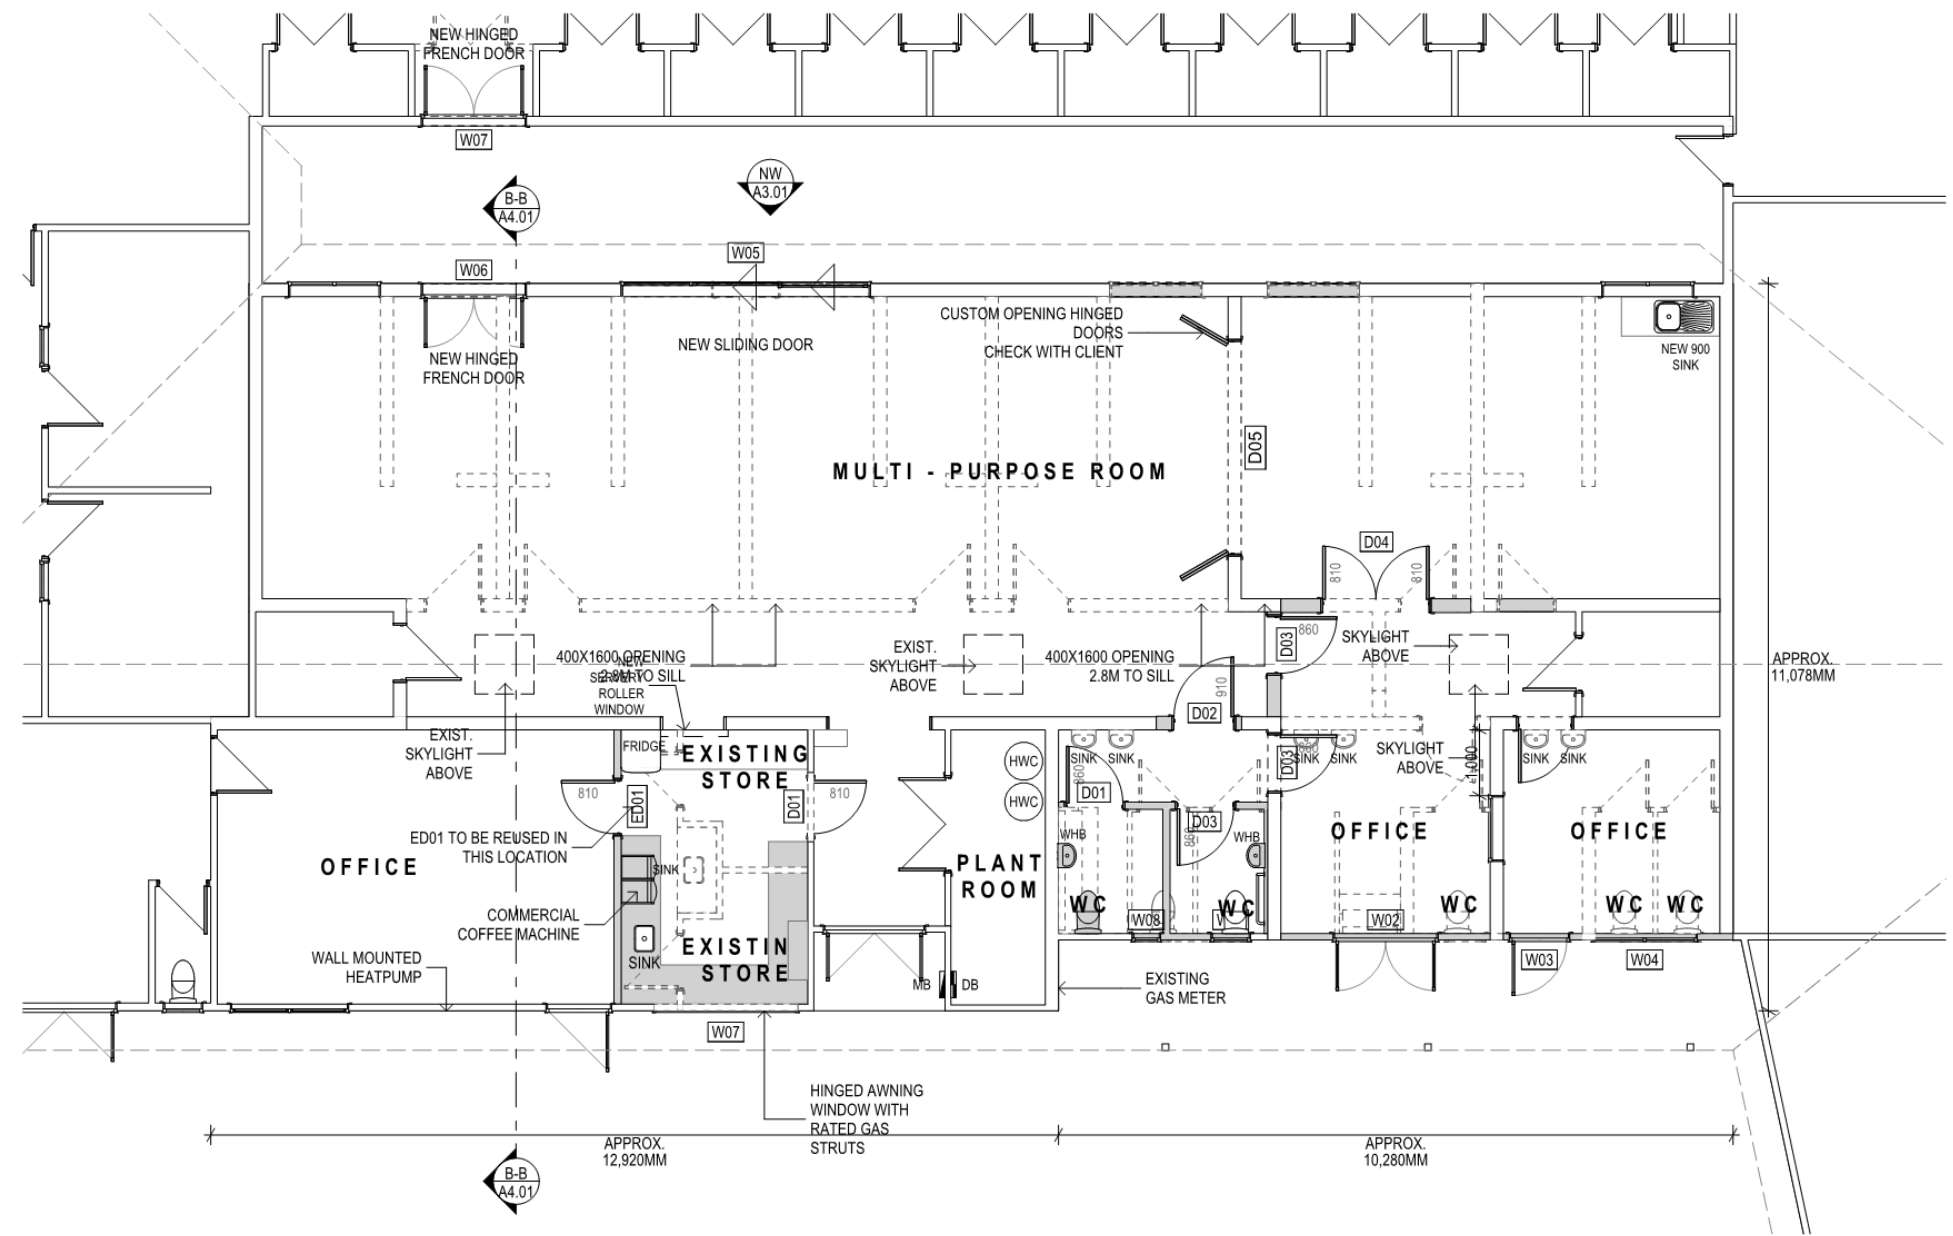 NEW HINGED
FRENCH DOOR
W07
NW
A3.01
B-B
A4.01
W05
W06
NEW HINGED
FRENCH DOOR
NEW SLIDING DOOR
CUSTOM OPENING HINGED
DOORS
CHECK WITH CLIENT
NEW 900
SINK
D05
MULTI - PURPOSE ROOM
D04
810
810
EXIST.
SKYLIGHT
ABOVE
400X1600 OPENING
2.8M TO SILL
NEW
SERVERY
ROLLER
WINDOW
EXIST.
SKYLIGHT
ABOVE
400X1600 OPENING
2.8M TO SILL
D03
860
910
D02
SKYLIGHT
ABOVE
APPROX.
11,078MM
FRIDGE
EXISTING
STORE
810
ED01
D01
810
HWC
HWC
SINK
SINK
860
D01
D03
860
SINK
SINK
SKYLIGHT
ABOVE
1,000
SINK
SINK
ED01 TO BE REUSED IN
THIS LOCATION
OFFICE
SINK
PLANT
ROOM
WHB
D03
860
WHB
OFFICE
OFFICE
COMMERCIAL
COFFEE MACHINE
WC
W08
WC
W02
WC
WC
WC
WALL MOUNTED
HEATPUMP
SINK
EXISTIN
STORE
MB
DB
EXISTING
GAS METER
W03
W04
W07
HINGED AWNING
WINDOW WITH
RATED GAS
STRUTS
APPROX.
12,920MM
APPROX.
10,280MM
B-B
A4.01